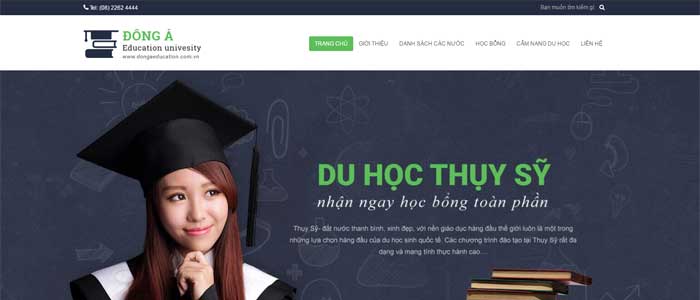 Tel: (08) 2262 4444
Bạn muốn tìm kiếm gì
ĐÔNG Á
Education univesity
www.dongaeducation.com.vn
TRANG CHỦ GIỚI THIỆU DANH SÁCH CÁC NƯỚC HỌC BỔNG CẨM NANG DU HỌC LIÊN HỆ
DU HỌC THỤY SỸ
nhận ngay học bổng toàn phần
Thụy Sỹ- đất nước thanh bình, xinh đẹp, với nền giáo dục hàng đầu thế giới luôn là một trong
những lựa chọn hàng đầu của du học sinh quốc tế. Các chương trình đào tạo tại Thụy Sỹ rất đa
dạng và mang tính thực hành cao....